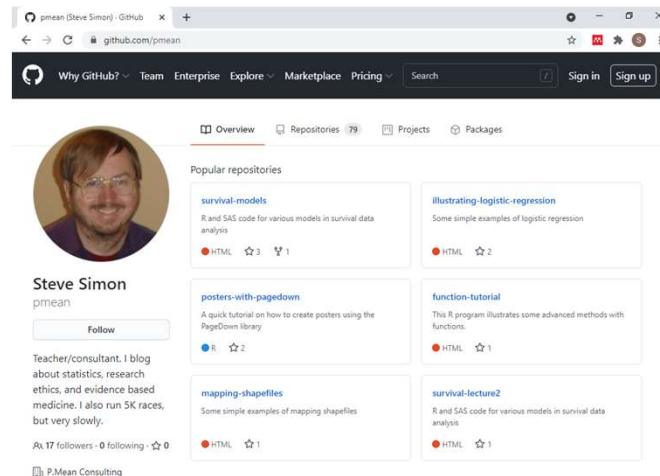 pmean (Steve Simon) · GitHub
github.com/pmean
Why GitHub? Team Enterprise Explore Marketplace Pricing Search / Sign in Sign up
Overview Repositories 79 Projects Packages
Popular repositories
survival-models
R and SAS code for various models in survival data
analysis
HTML 3 1
illustrating-logistic-regression
Some simple examples of logistic regression
HTML 2
Steve Simon
pmean
Follow
Teacher/consultant. I blog
about statistics, research
ethics, and evidence based
medicine. I also run 5K races,
but very slowly.
17 followers · 0 following · 0
P.Mean Consulting
posters-with-pagedown
A quick tutorial on how to create posters using the
PageDown library
R 2
function-tutorial
This R program illustrates some advanced methods with
functions.
HTML 1
mapping-shapefiles
Some simple examples of mapping shapefiles
HTML 1
survival-lecture2
R and SAS code for various models in survival data
analysis
HTML 1